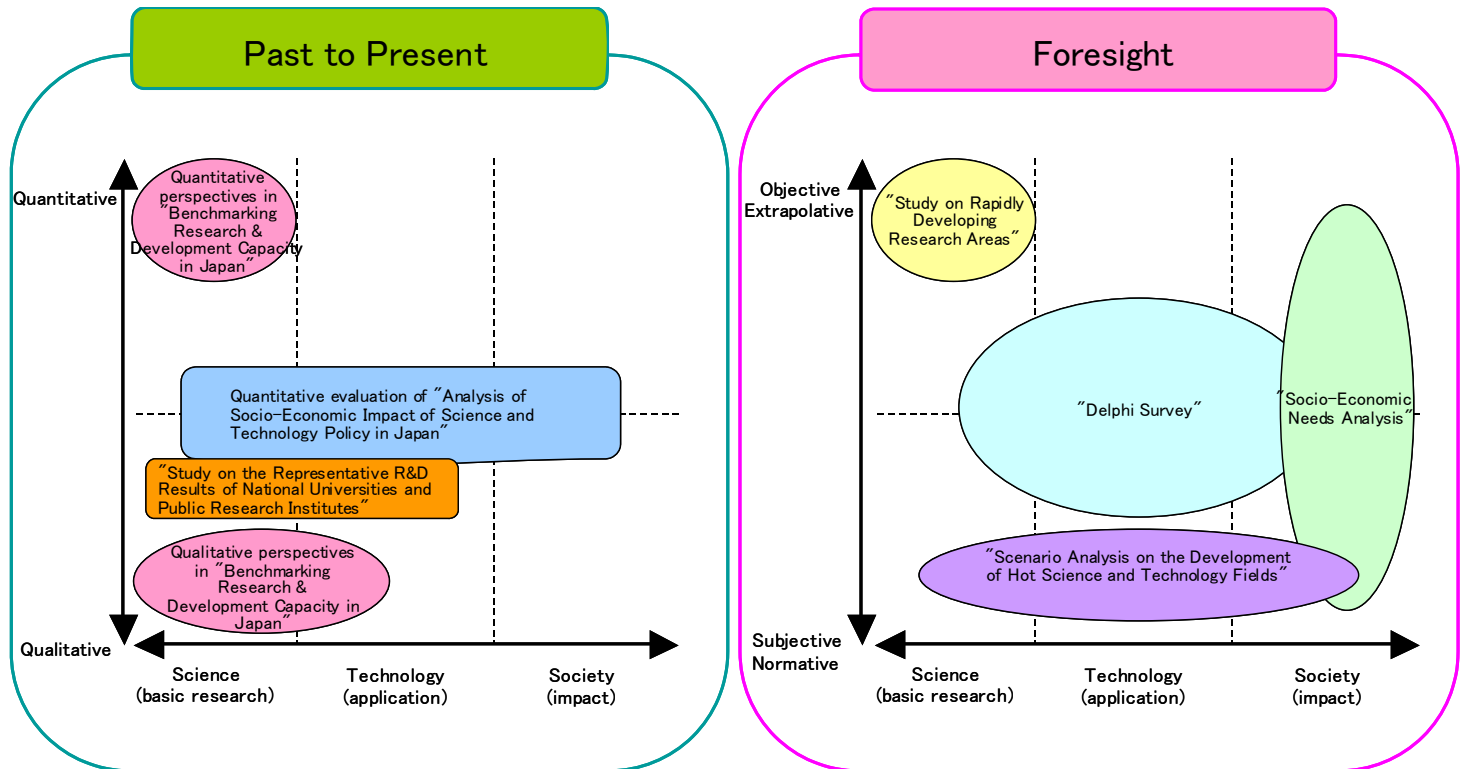 Past to Present
Quantitative
Quantitative
perspectives in
"Benchmarking
Research &
Development Capacity
in Japan"
Quantitative evaluation of "Analysis of
Socio-Economic Impact of Science and
Technology Policy in Japan"
"Study on the Representative R&D
Results of National Universities and
Public Research Institutes"
Qualitative perspectives
in "Benchmarking
Research &
Development Capacity in
Japan"
Qualitative
Science
(basic research)
Technology
(application)
Society
(impact)
Foresight
Objective
Extrapolative
"Study on Rapidly
Developing
Research Areas"
"Delphi Survey"
"Socio-Economic
Needs Analysis"
"Scenario Analysis on the Development
of Hot Science and Technology Fields"
Subjective
Normative
Science
(basic research)
Technology
(application)
Society
(impact)